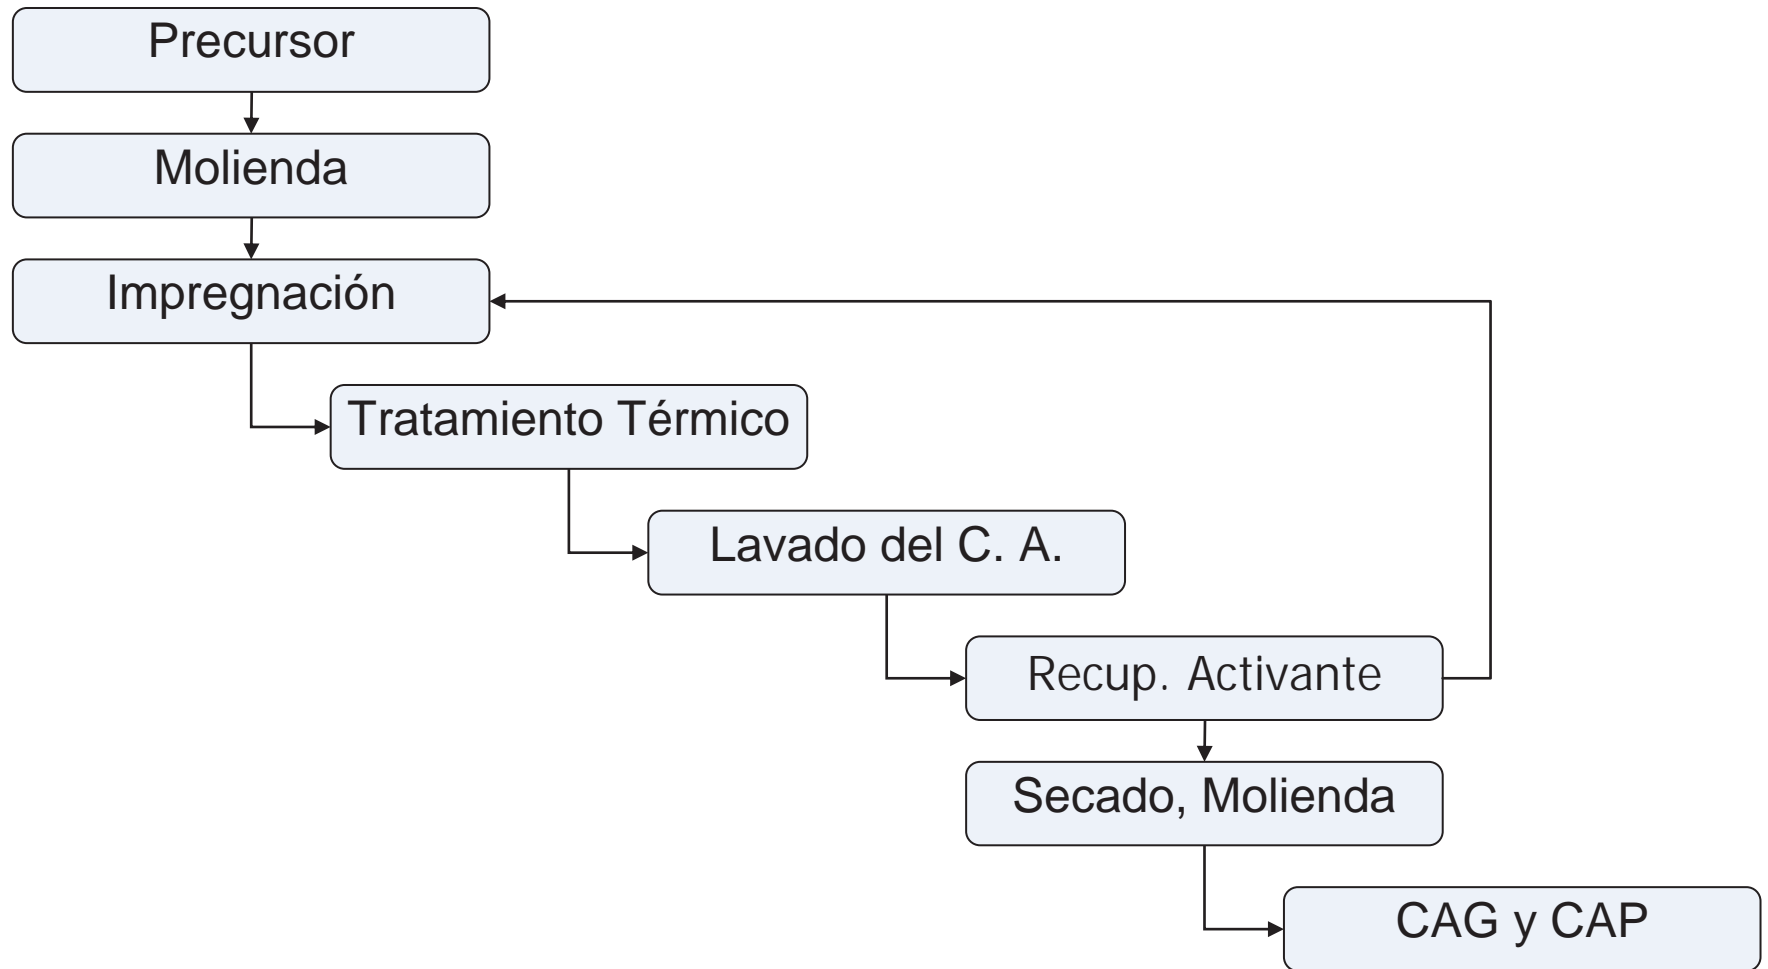 Precursor
Molienda
Impregnación
Tratamiento Térmico
Lavado del C. A.
Recup. Activante
Secado, Molienda
CAG y CAP